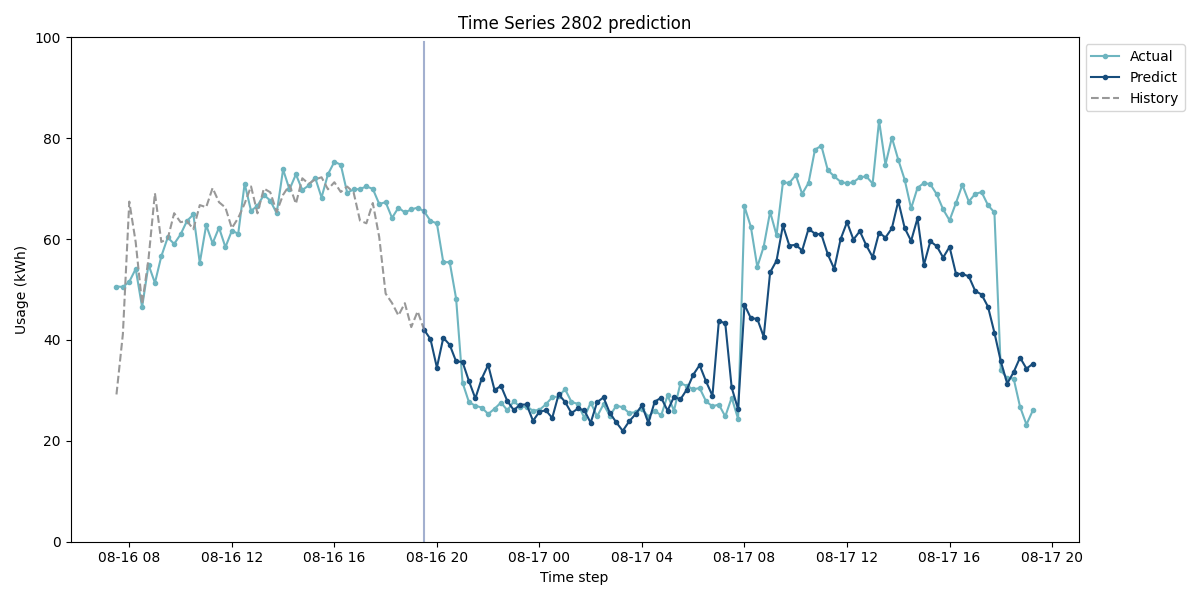 Time Series 2802 prediction
Usage (kWh)
100
80
60
40
20
0
08-16 08
08-16 12
08-16 16
08-16 20
08-17 00
08-17 04
08-17 08
08-17 12
08-17 16
08-17 20
Time step
Actual
Predict
History